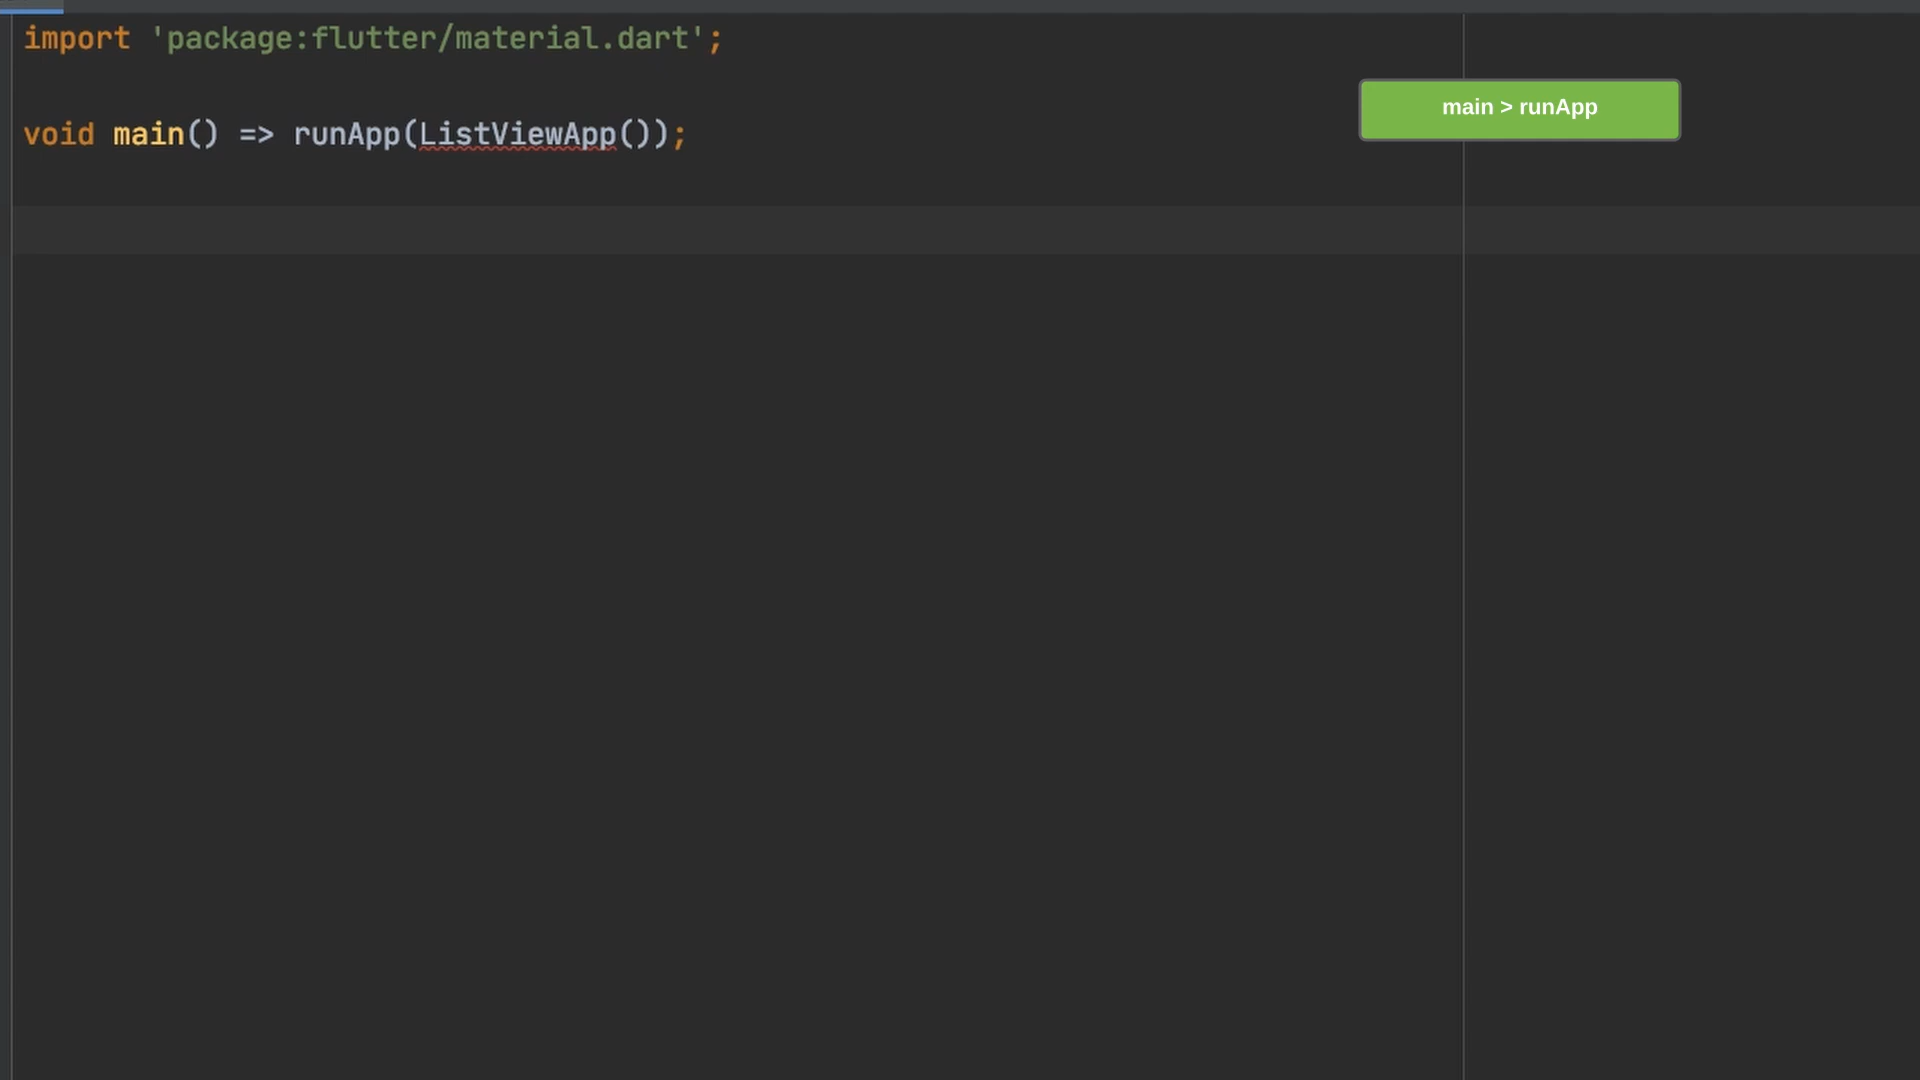 import 'package:flutter/material.dart';
main > runApp
void main() => runApp(ListViewApp());